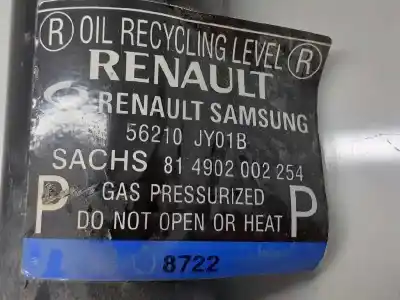 ® OIL RECYCLING LEVEL ®
RENAULT
RENAULT SAMSUNG
56210 JY01B
SACHS 81 4902 002 254
P GAS PRESSURIZED P
DO NOT OPEN OR HEAT
8722